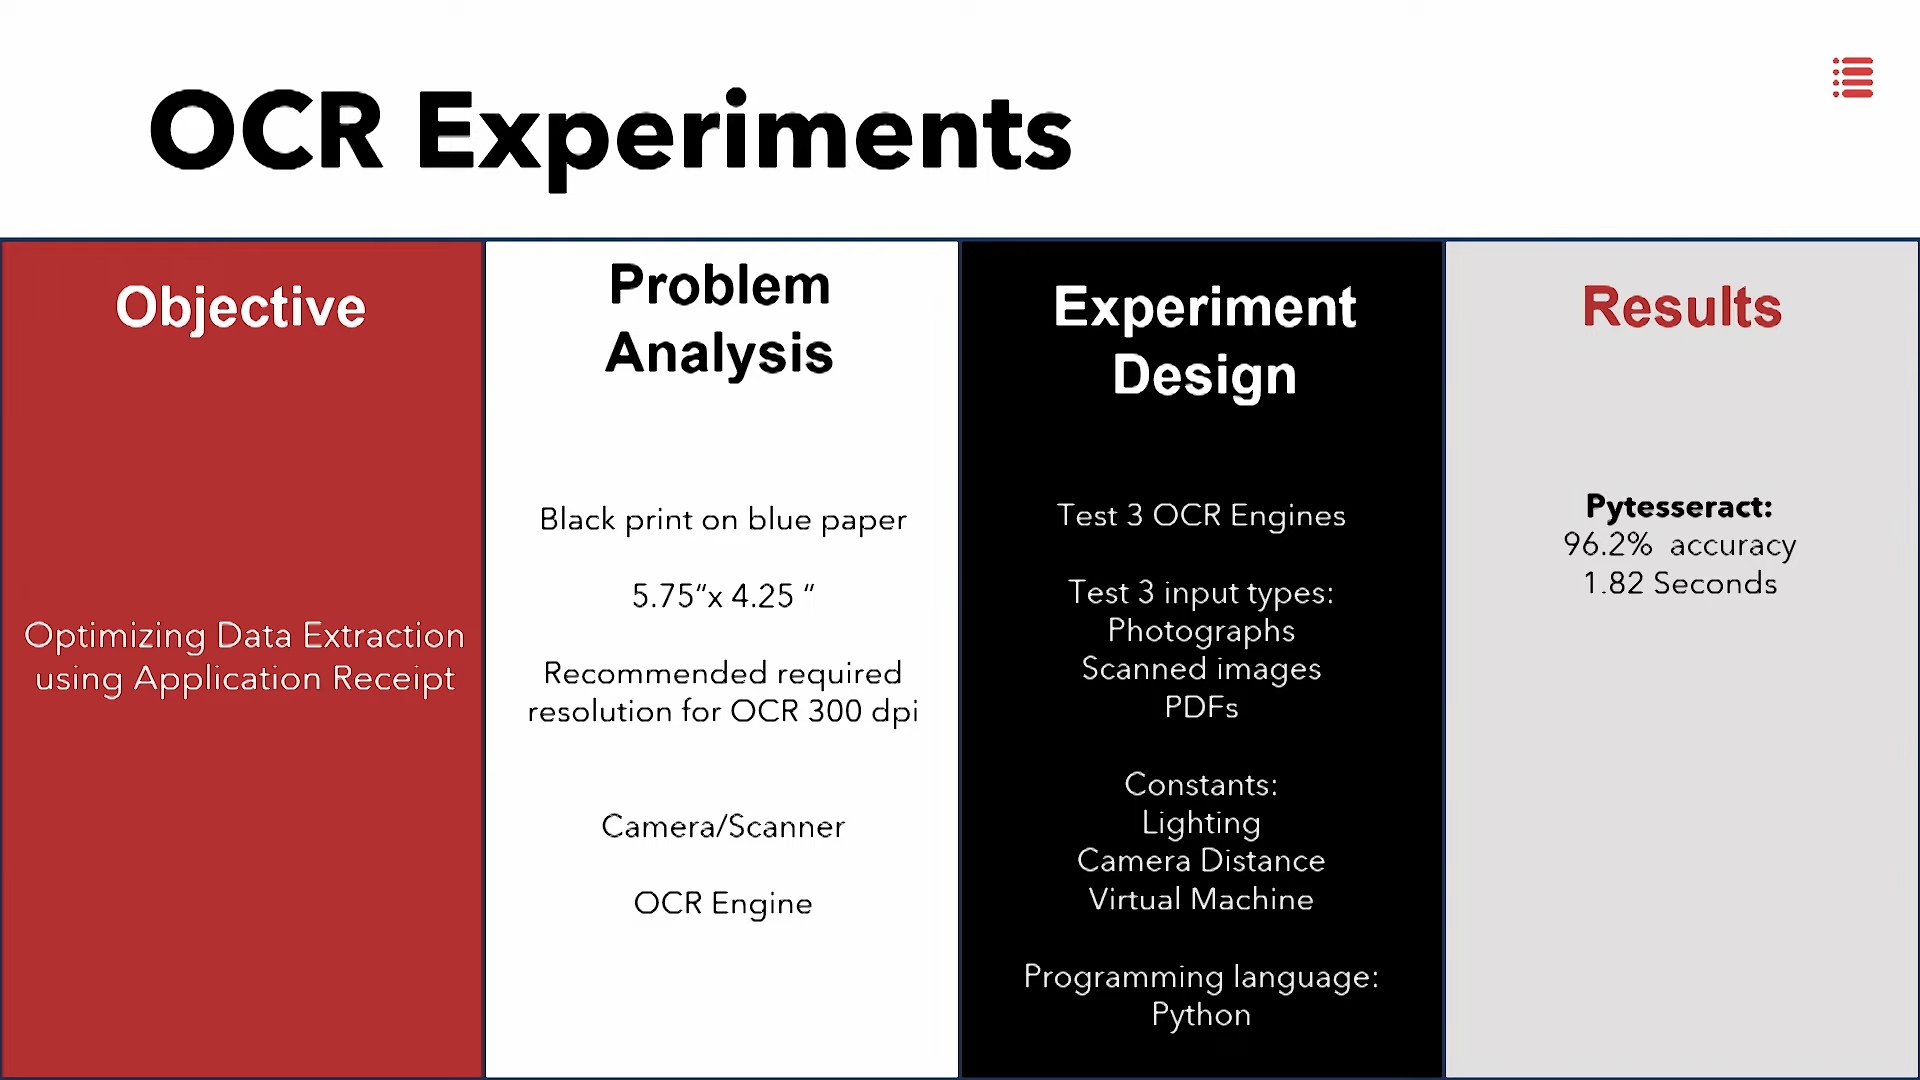 OCR Experiments
Objective
Optimizing Data Extraction
using Application Receipt
Problem
Analysis
Black print on blue paper
5.75“x 4.25 “
Recommended required
resolution for OCR 300 dpi
Camera/Scanner
OCR Engine
Experiment
Design
Test 3 OCR Engines
Test 3 input types:
Photographs
Scanned images
PDFs
Constants:
Lighting
Camera Distance
Virtual Machine
Programming language:
Python
Results
Pytesseract:
96.2%  accuracy
1.82 Seconds